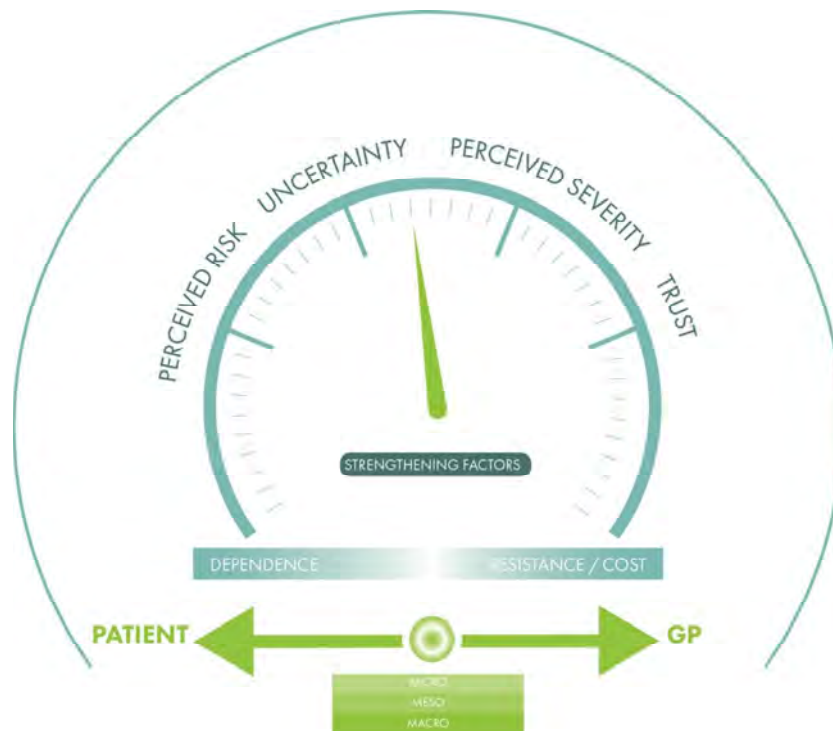 PERCEIVED RISK
UNCERTAINTY
PERCEIVED SEVERITY
TRUST
STRENGTHENING FACTORS
DEPENDENCE
RESISTANCE / COST
PATIENT
GP
MICRO
MESO
MACRO